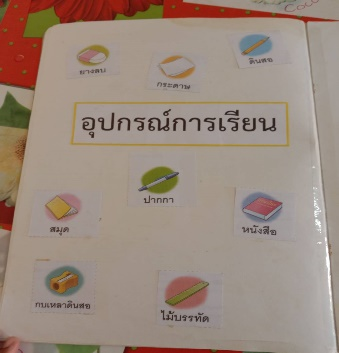 ยางลบ
กระดาษ
ดินสอ
อุปกรณ์การเรียน
ปากกา
สมุด
หนังสือ
กบเหลาดินสอ
ไม้บรรทัด